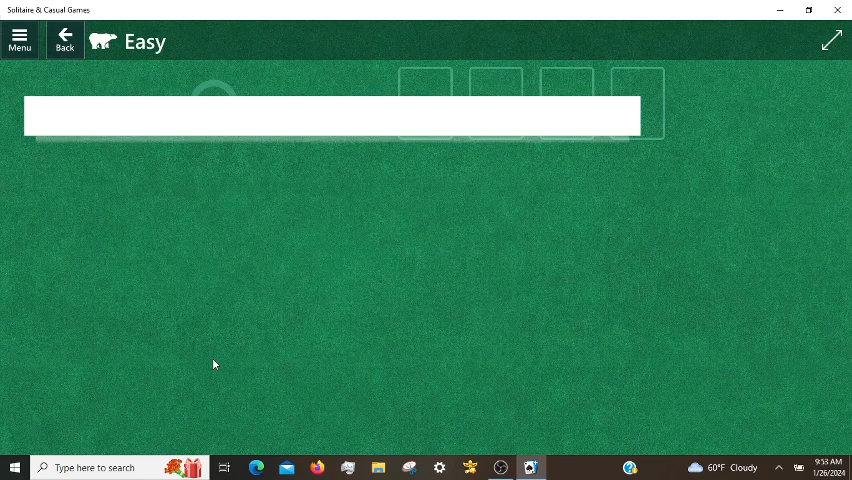 Solitaire & Casual Games
Menu
Back
Easy
Type here to search
60°F Cloudy
9:53 AM
1/26/2024